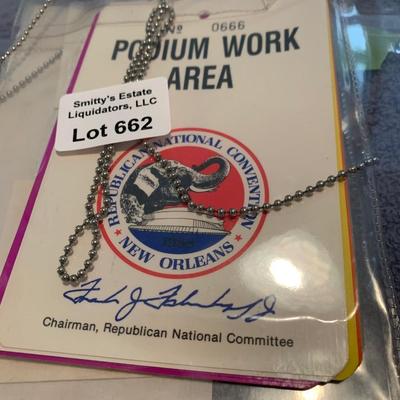 Nº 0666
PODIUM WORK
AREA
Smitty's Estate
Liquidators, LLC
Lot 662
REPUBLICAN NATIONAL CONVENTION
NEW ORLEANS
Chairman, Republican National Committee